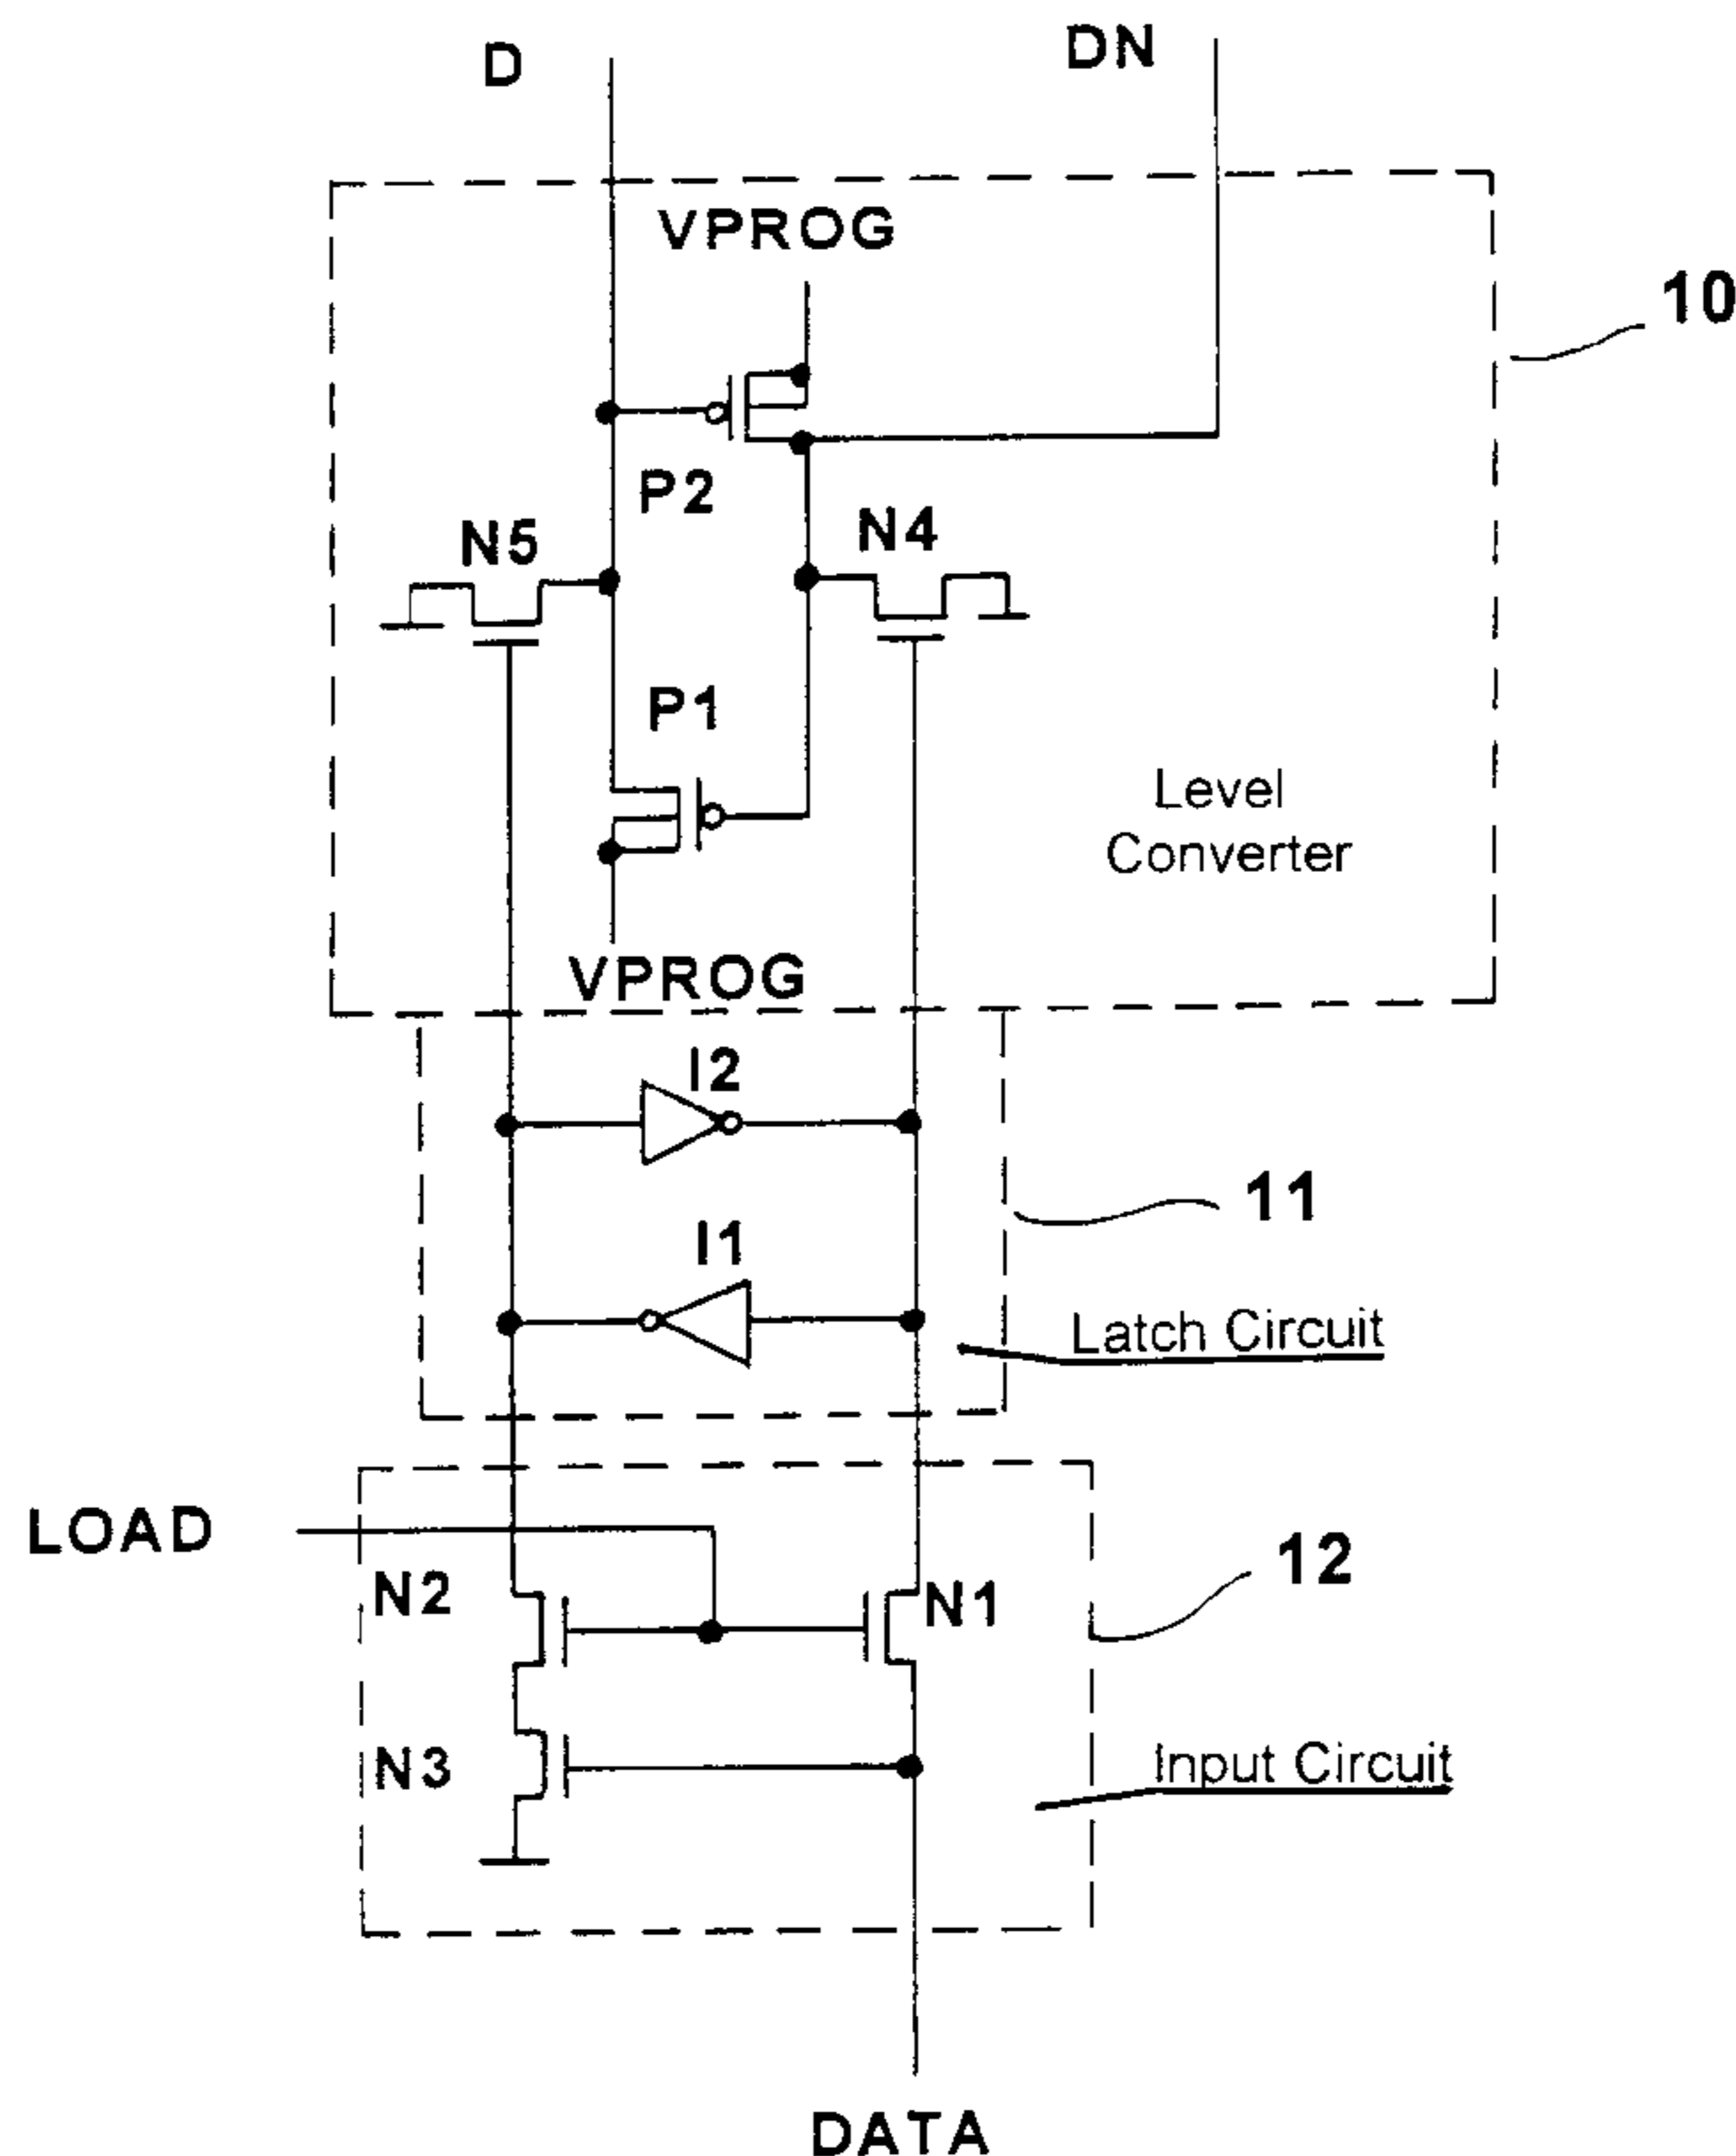 D
DN
VPROG
10
P2
N5
N4
P1
Level
Converter
VPROG
I2
11
I1
Latch Circuit
LOAD
12
N2
N1
N3
Input Circuit
DATA